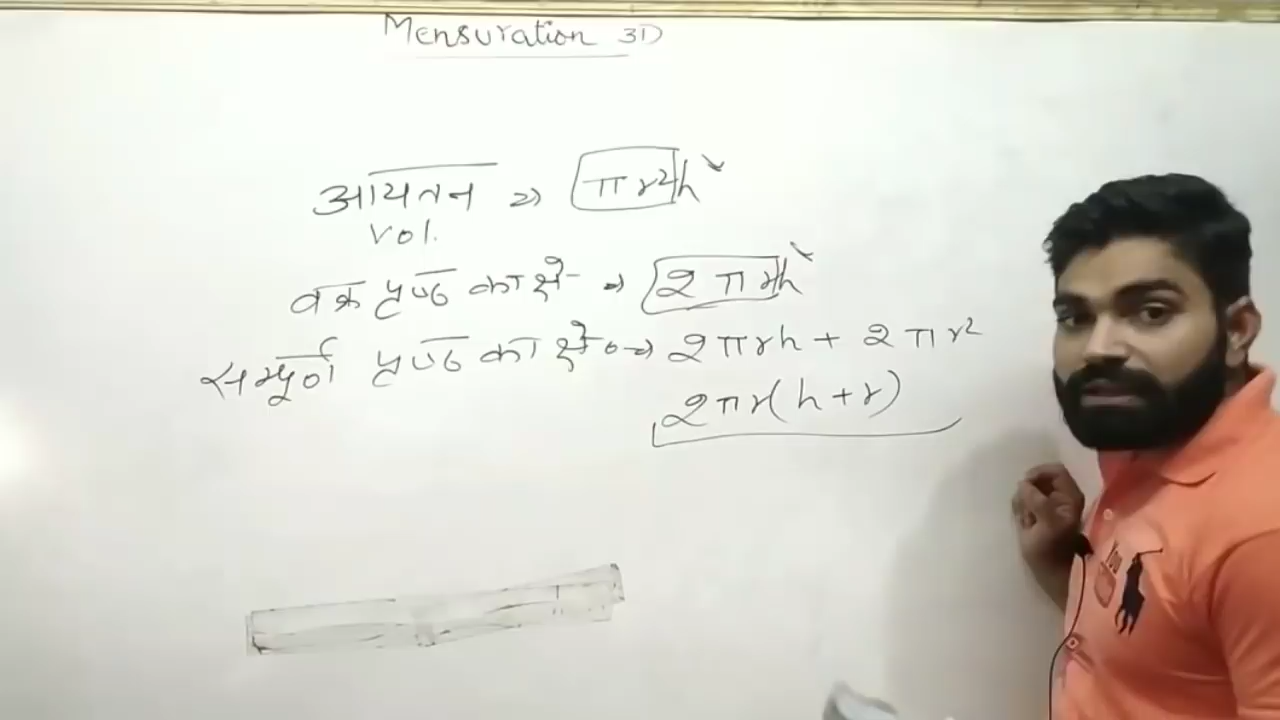 Mensuration 3D
आयतन => πr²h
Vol.
वक्र पृष्ठ का क्षे० → 2πrh
सम्पूर्ण पृष्ठ का क्षे० → 2πrh + 2πr²
2πr(h+r)